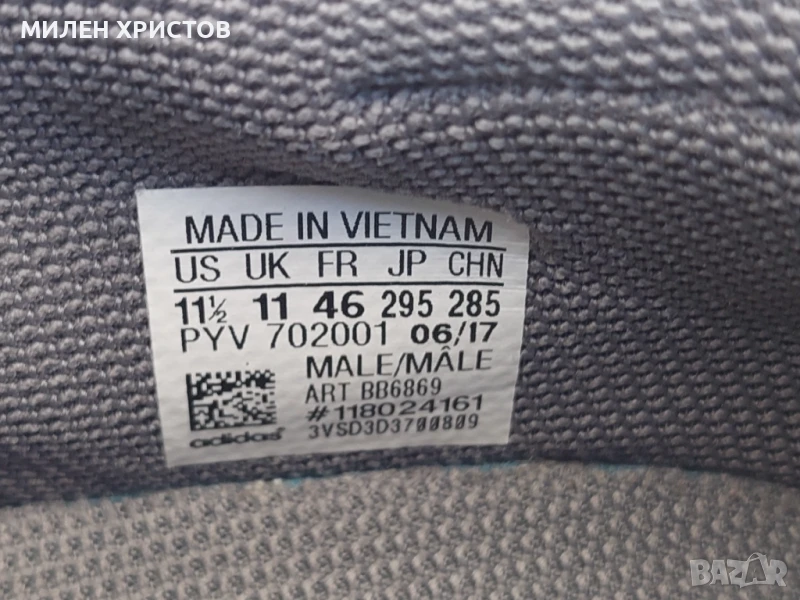 МИЛЕН ХРИСТОВ
MADE IN VIETNAM
US UK FR JP CHN
11½ 11 46 295 285
PYV 702001 06/17
MALE/MÂLE
ART BB6869
#118024161
adidas
3VSD3D3700809
BAZAR